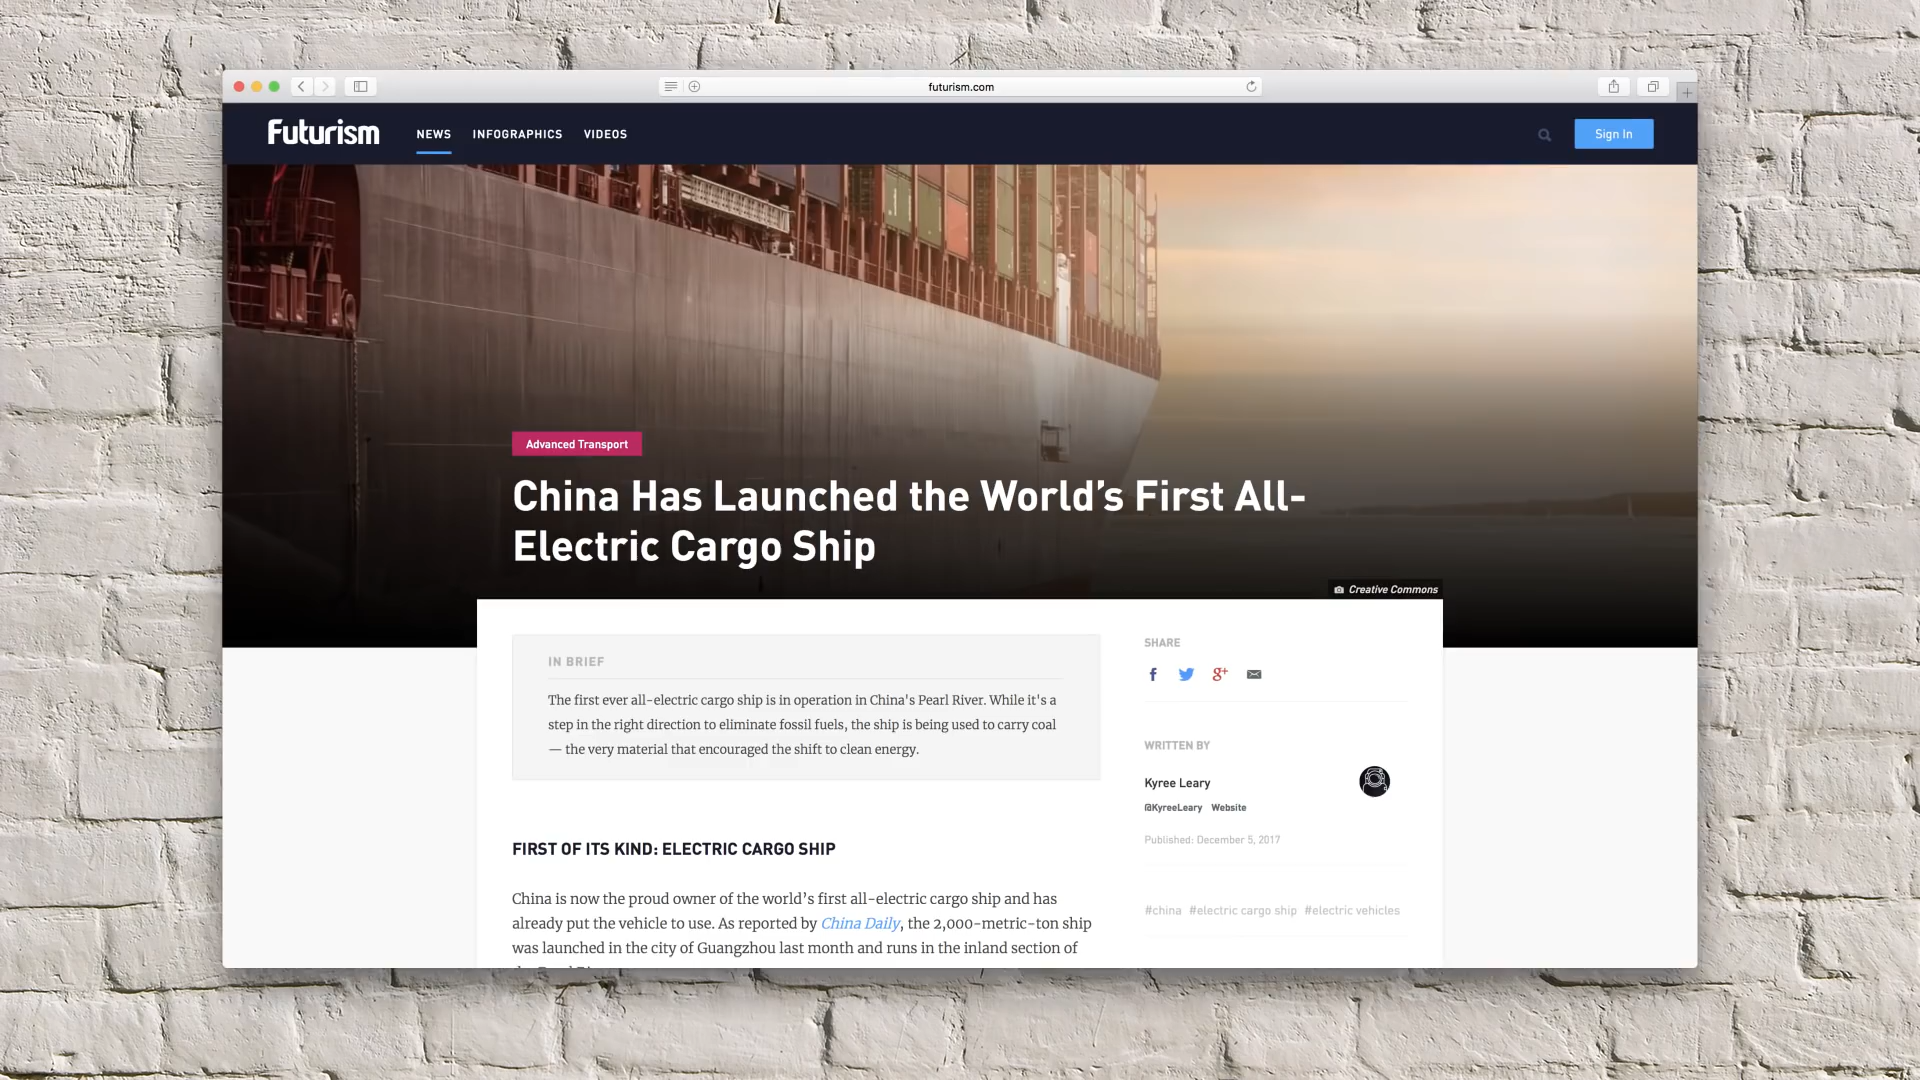 futurism.com
Futurism
NEWS INFOGRAPHICS VIDEOS
Sign In
Advanced Transport
China Has Launched the World’s First All-
Electric Cargo Ship
Creative Commons
IN BRIEF
The first ever all-electric cargo ship is in operation in China's Pearl River. While it's a
step in the right direction to eliminate fossil fuels, the ship is being used to carry coal
— the very material that encouraged the shift to clean energy.
FIRST OF ITS KIND: ELECTRIC CARGO SHIP
China is now the proud owner of the world’s first all-electric cargo ship and has
already put the vehicle to use. As reported by China Daily, the 2,000-metric-ton ship
was launched in the city of Guangzhou last month and runs in the inland section of
SHARE
f g+
WRITTEN BY
Kyree Leary
@KyreeLeary Website
Published: December 5, 2017
#china #electric cargo ship #electric vehicles